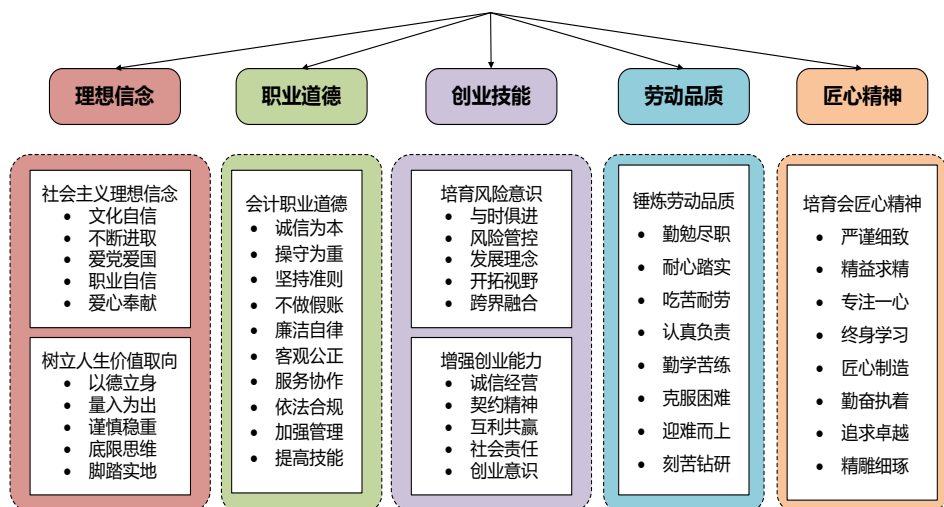 理想信念
职业道德
创业技能
劳动品质
匠心精神
社会主义理想信念
• 文化自信
• 不断进取
• 爱党爱国
• 职业自信
• 爱心奉献
树立人生价值取向
• 以德立身
• 量入为出
• 谨慎稳重
• 底限思维
• 脚踏实地
会计职业道德
• 诚信为本
• 操守为重
• 坚持准则
• 不做假账
• 廉洁自律
• 客观公正
• 服务协作
• 依法合规
• 加强管理
• 提高技能
培育风险意识
• 与时俱进
• 风险管控
• 发展理念
• 开拓视野
• 跨界融合
增强创业能力
• 诚信经营
• 契约精神
• 互利共赢
• 社会责任
• 创业意识
锤炼劳动品质
• 勤勉尽职
• 耐心踏实
• 吃苦耐劳
• 认真负责
• 勤学苦练
• 克服困难
• 迎难而上
• 刻苦钻研
培育会匠心精神
• 严谨细致
• 精益求精
• 专注一心
• 终身学习
• 匠心制造
• 勤奋执着
• 追求卓越
• 精雕细琢